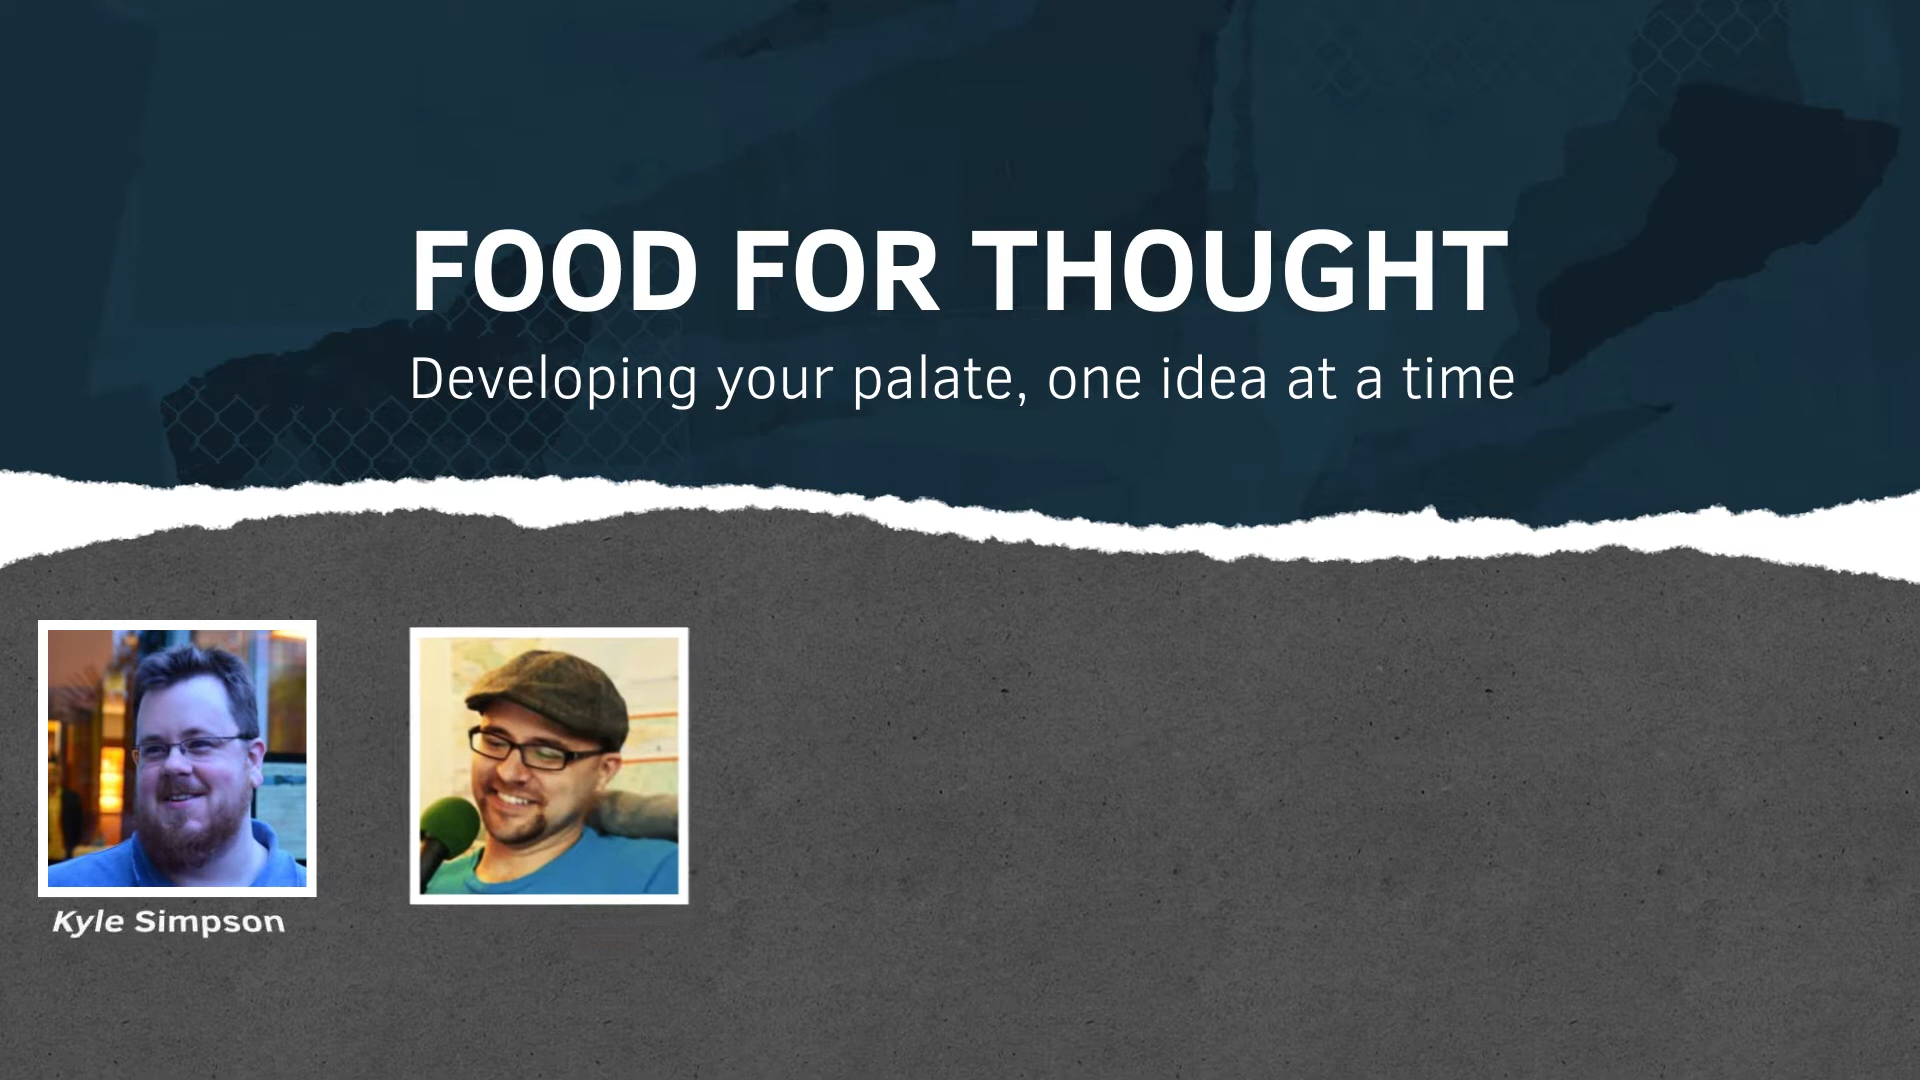 FOOD FOR THOUGHT
Developing your palate, one idea at a time
Kyle Simpson